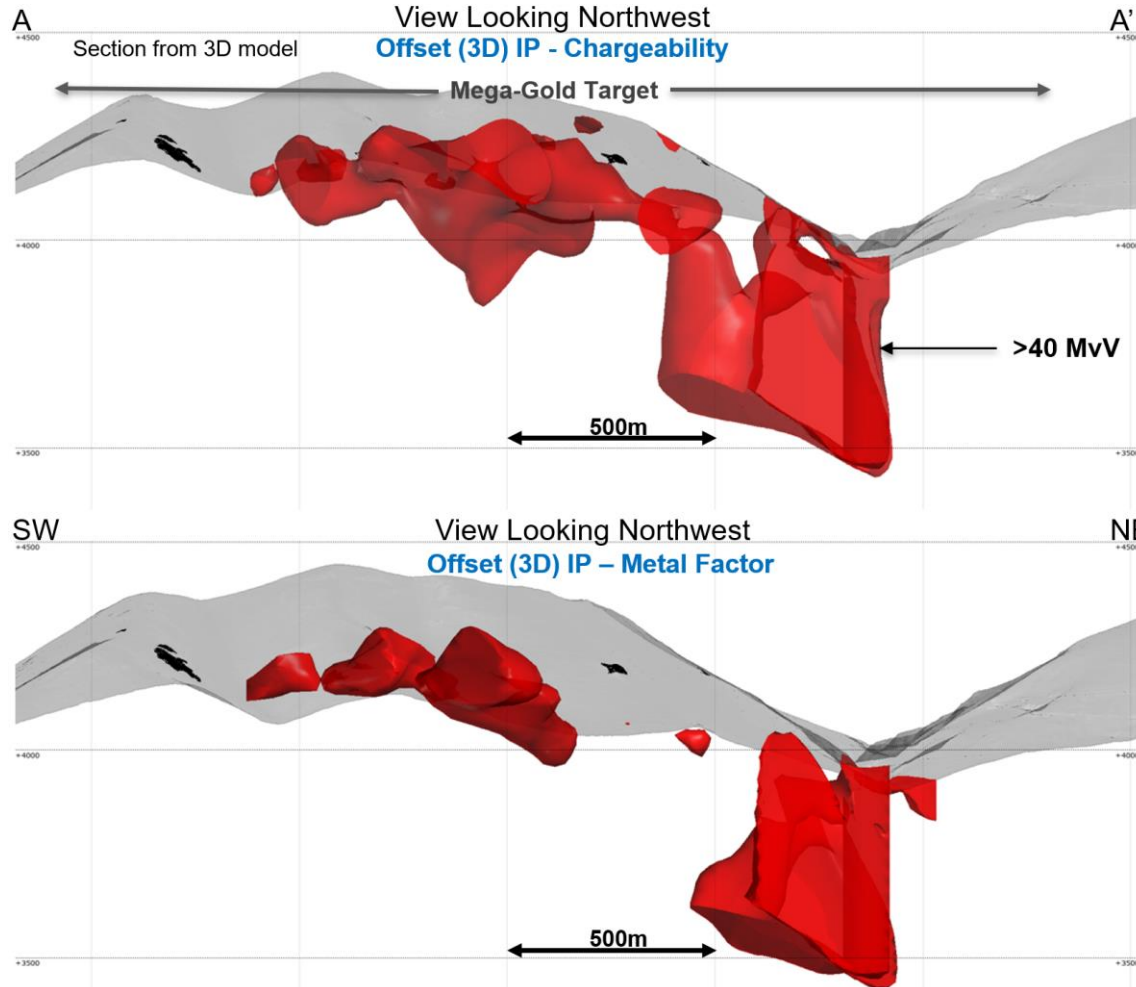 A
View Looking Northwest
A'
+4500
+4500
Section from 3D model
Offset (3D) IP - Chargeability
Mega-Gold Target
+4000
+4000
>40 MvV
500m
+3500
+3500
SW
View Looking Northwest
NE
+4500
+4500
Offset (3D) IP – Metal Factor
+4000
+4000
500m
+3500
+3500